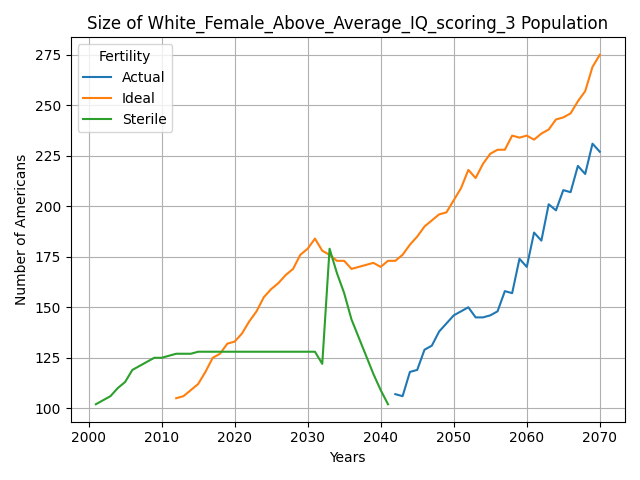 Size of White_Female_Above_Average_IQ_scoring_3 Population
Fertility
Actual
Ideal
Sterile
Number of Americans
275
250
225
200
175
150
125
100
2000 2010 2020 2030 2040 2050 2060 2070
Years